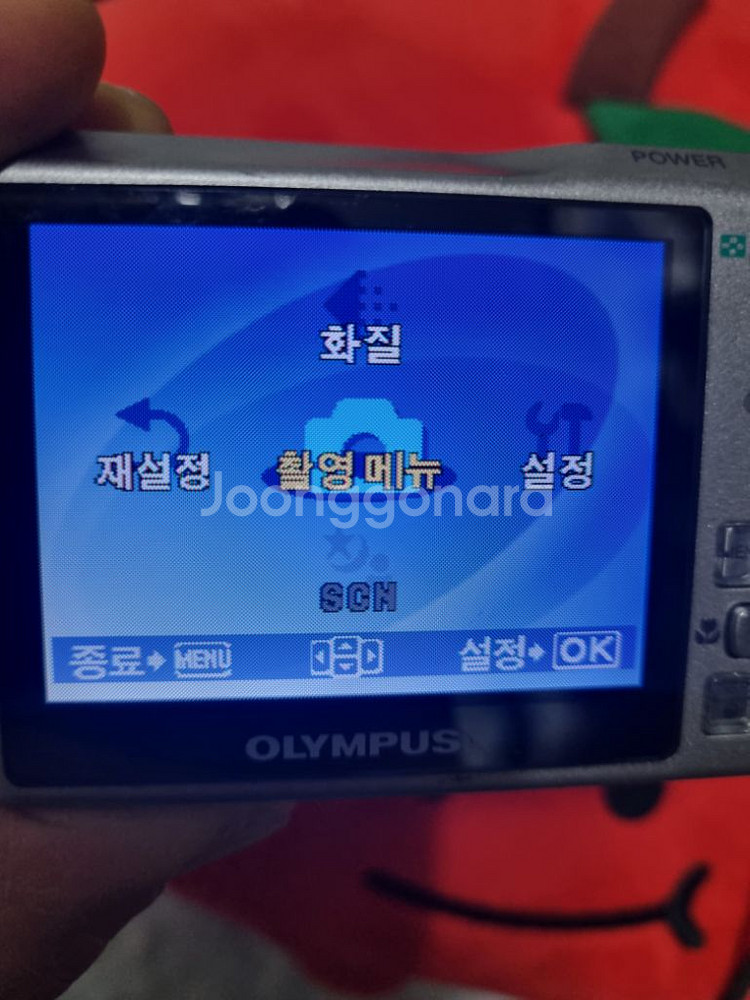 POWER
화질
재설정 촬영 메뉴 설정
Joonggonara
SCN
종료 MENU 설정 OK
OLYMPUS